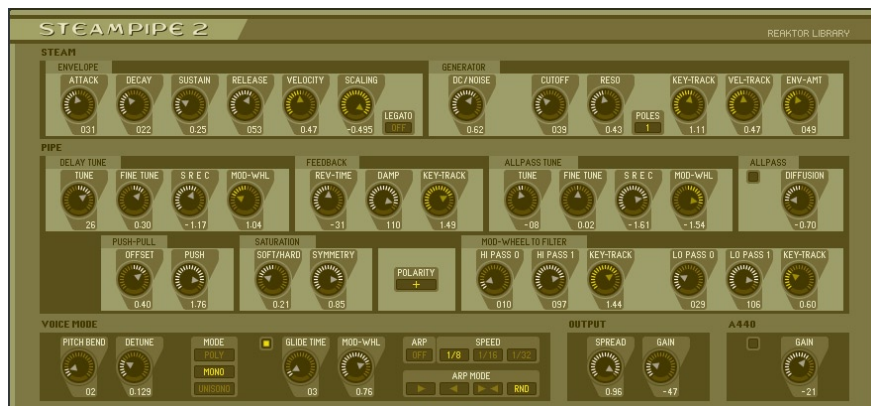 STEAMPIPE 2
REAKTOR LIBRARY
STEAM
ENVELOPE GENERATOR
ATTACK DECAY SUSTAIN RELEASE VELOCITY SCALING DC/NOISE CUTOFF RESO KEY-TRACK VEL-TRACK ENV-AMT
LEGATO POLES
OFF 1
031 022 0.25 053 0.47 -0.495 0.62 039 0.43 1.11 0.47 049
PIPE
DELAY TUNE FEEDBACK ALLPASS TUNE ALLPASS
TUNE FINE TUNE S R E C MOD-WHL REV-TIME DAMP KEY-TRACK TUNE FINE TUNE S R E C MOD-WHL DIFFUSION
26 0.30 -1.17 1.04 -31 110 1.49 -08 0.02 -1.61 -1.54 -0.70
PUSH-PULL SATURATION MOD-WHEEL TO FILTER
OFFSET PUSH SOFT/HARD SYMMETRY HI PASS 0 HI PASS 1 KEY-TRACK LO PASS 0 LO PASS 1 KEY-TRACK
POLARITY
+
0.40 1.76 0.21 0.85 010 097 1.44 029 106 0.60
VOICE MODE OUTPUT A440
PITCH BEND DETUNE MODE GLIDE TIME MOD-WHL ARP SPEED SPREAD GAIN GAIN
POLY OFF 1/8 1/16 1/32
MONO ARP MODE
UNISONO RND
02 0.129 03 0.76 0.96 -47 -21